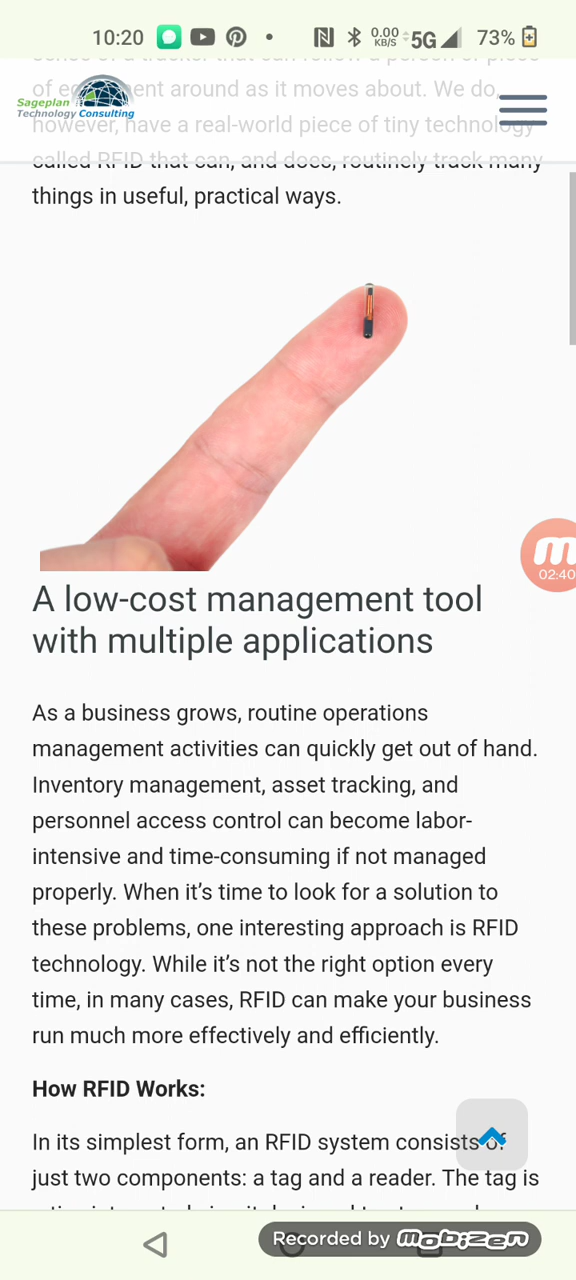 10:20
0.00
KB/S
5G
73%
of
ent around as it moves about. We do,
Sageplan
Technology Consulting
however, have a real-world piece of tiny technology
called RFID that can, and does, routinely track many
things in useful, practical ways.
m
02:40
A low-cost management tool
with multiple applications
As a business grows, routine operations
management activities can quickly get out of hand.
Inventory management, asset tracking, and
personnel access control can become labor-
intensive and time-consuming if not managed
properly. When it’s time to look for a solution to
these problems, one interesting approach is RFID
technology. While it’s not the right option every
time, in many cases, RFID can make your business
run much more effectively and efficiently.
How RFID Works:
In its simplest form, an RFID system consists of
just two components: a tag and a reader. The tag is
Recorded by mobizen